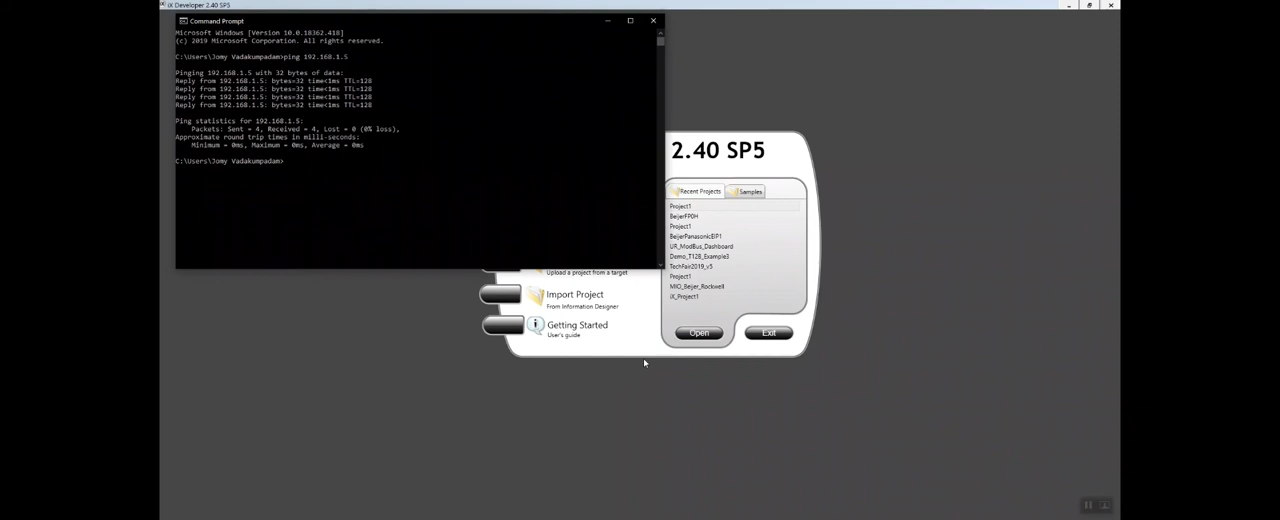 iX Developer 2.40 SP5
Command Prompt
Microsoft Windows [Version 10.0.18362.418]
(c) 2019 Microsoft Corporation. All rights reserved.
C:\Users\Jomy Vadakumpadam>ping 192.168.1.5
Pinging 192.168.1.5 with 32 bytes of data:
Reply from 192.168.1.5: bytes=32 time<1ms TTL=128
Reply from 192.168.1.5: bytes=32 time<1ms TTL=128
Reply from 192.168.1.5: bytes=32 time<1ms TTL=128
Reply from 192.168.1.5: bytes=32 time<1ms TTL=128
Ping statistics for 192.168.1.5:
Packets: Sent = 4, Received = 4, Lost = 0 (0% loss),
Approximate round trip times in milli-seconds:
Minimum = 0ms, Maximum = 0ms, Average = 0ms
C:\Users\Jomy Vadakumpadam>
2.40 SP5
Recent Projects
Samples
Project1
BeijerFP0H
Project1
BeijerPanasonicEIP1
UR_ModBus_Dashboard
Demo_T128_Example3
TechFair2019_v5
Project1
MIO_Beijer_Rockwell
iX_Project1
Upload a project from a target
Import Project
From Information Designer
Getting Started
User's guide
Open
Exit